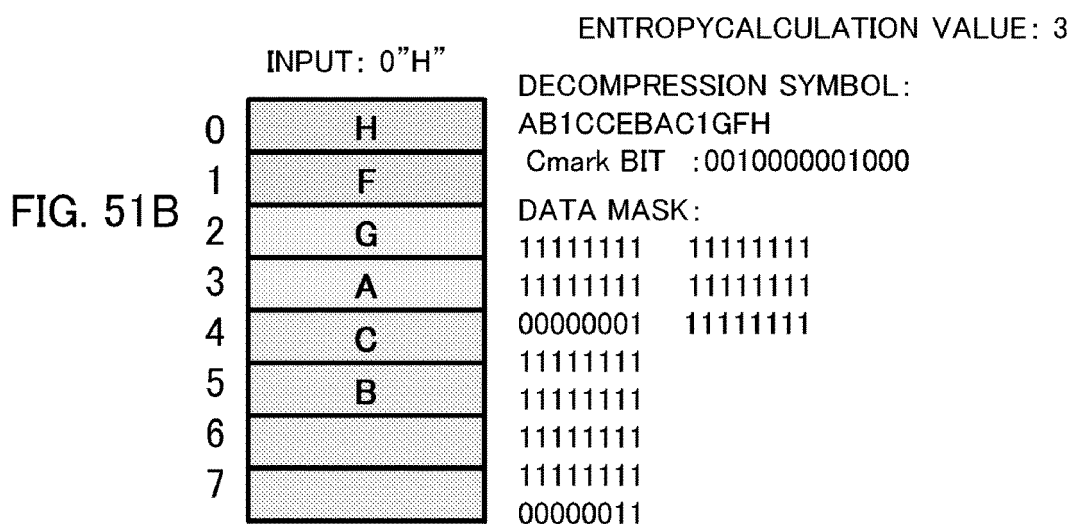 ENTROPYCALCULATION VALUE: 3
INPUT: 0"H"
FIG. 51B
0 H
1 F
2 G
3 A
4 C
5 B
6
7
DECOMPRESSION SYMBOL:
AB1CCEBAC1GFH
Cmark BIT :0010000001000
DATA MASK:
11111111 11111111
11111111 11111111
00000001 11111111
11111111
11111111
11111111
11111111
00000011